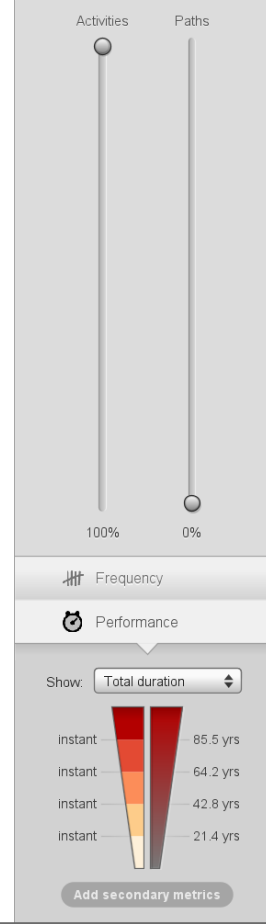 Activities Paths
100% 0%
Frequency
Performance
Show: Total duration
instant 85.5 yrs
instant 64.2 yrs
instant 42.8 yrs
instant 21.4 yrs
Add secondary metrics